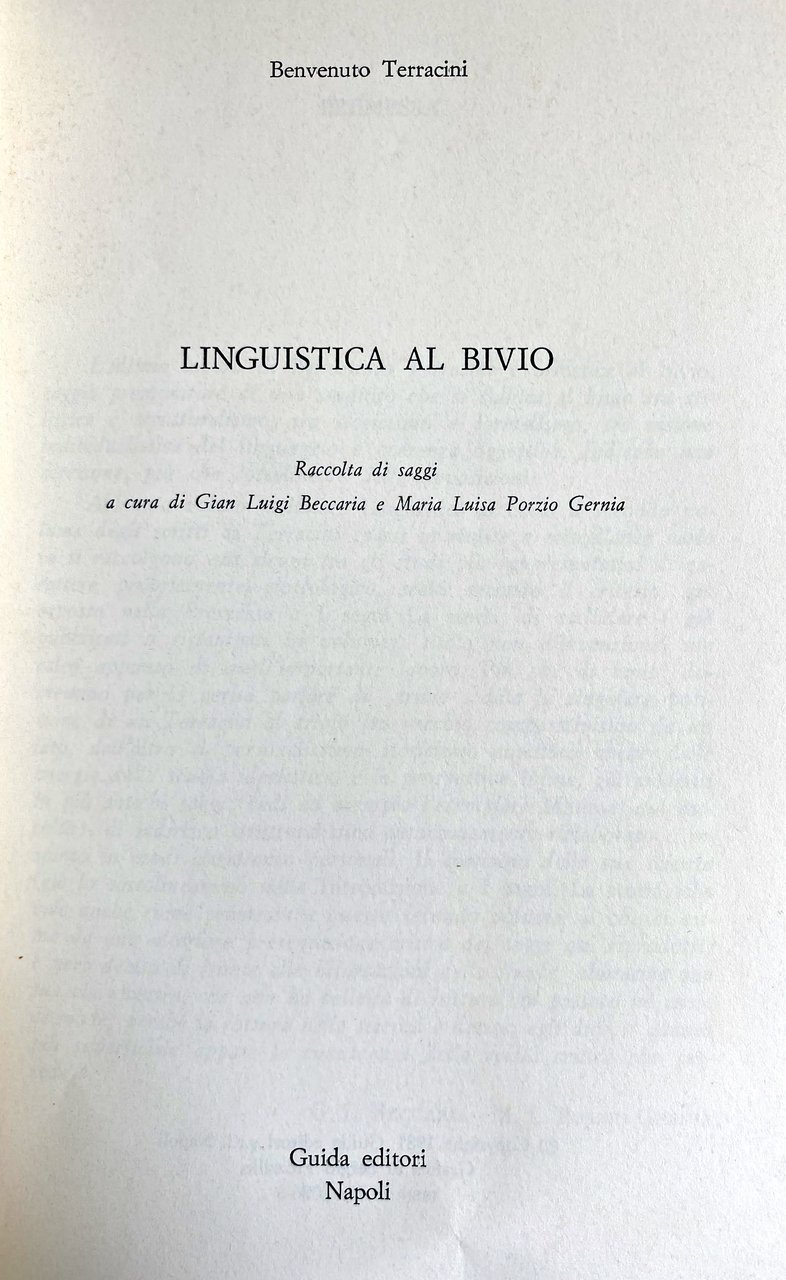 Benvenuto Terracini
LINGUISTICA AL BIVIO
Raccolta di saggi
a cura di Gian Luigi Beccaria e Maria Luisa Porzio Gernia
Guida editori
Napoli